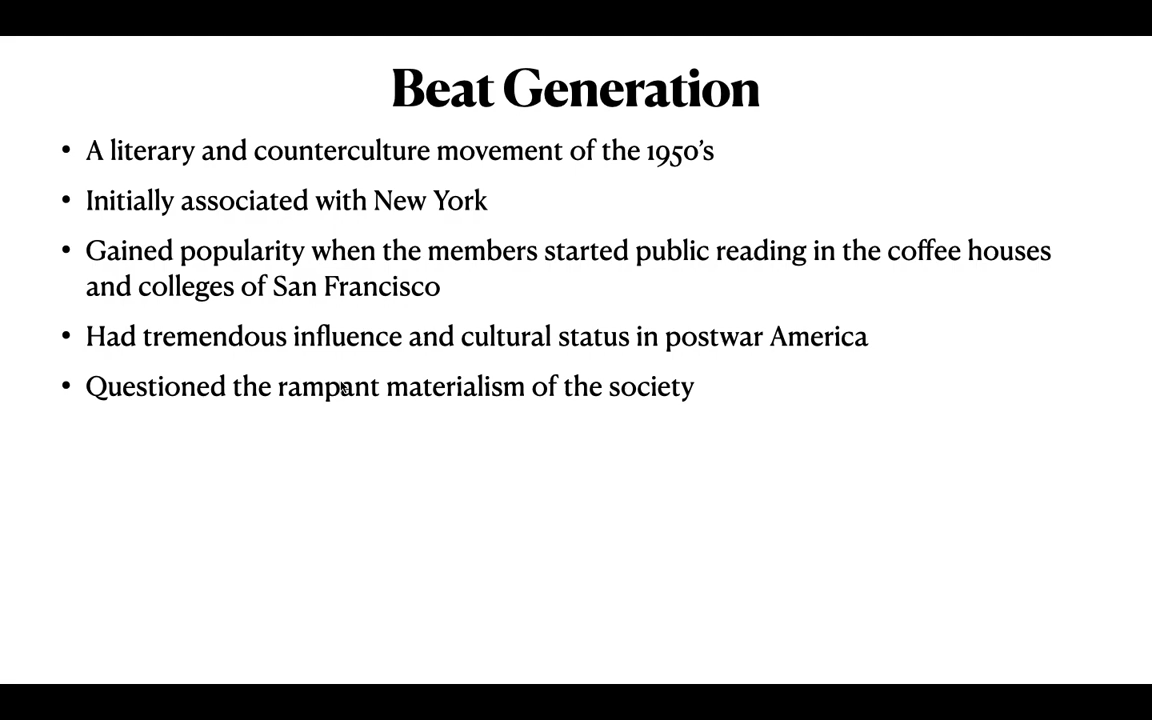 Beat Generation
• A literary and counterculture movement of the 1950’s
• Initially associated with New York
• Gained popularity when the members started public reading in the coffee houses
and colleges of San Francisco
• Had tremendous influence and cultural status in postwar America
• Questioned the rampant materialism of the society